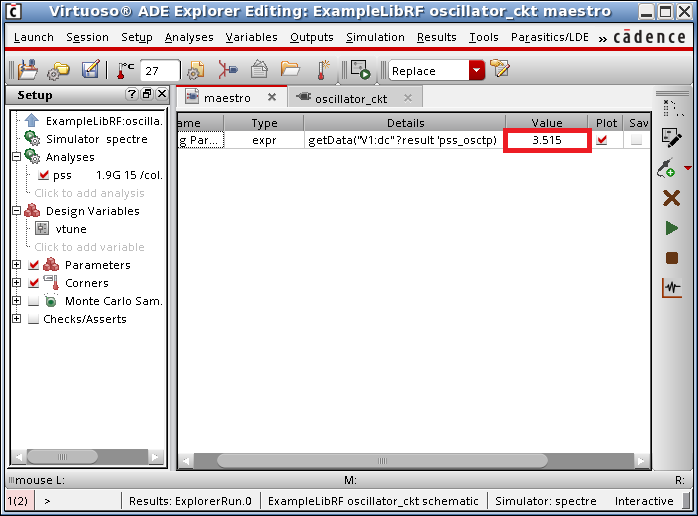 Virtuoso® ADE Explorer Editing: ExampleLibRF oscillator_ckt maestro
Launch Session Setup Analyses Variables Outputs Simulation Results Tools Parasitics/LDE » cādence
27 Replace
Setup ?
maestro
oscillator_ckt
ExampleLibRF:oscilla.
Simulator spectre
Analyses
pss 1.9G 15 /col.
Click to add analysis
Design Variables
vtune
Click to add variable
Parameters
Corners
Monte Carlo Sam.
Checks/Asserts
ame Type Details Value Plot Sav
g Par... expr getData("V1:dc" ?result 'pss_osctp) 3.515
mouse L: M: R:
1(2) > Results: ExplorerRun.0 ExampleLibRF oscillator_ckt schematic Simulator: spectre Interactive